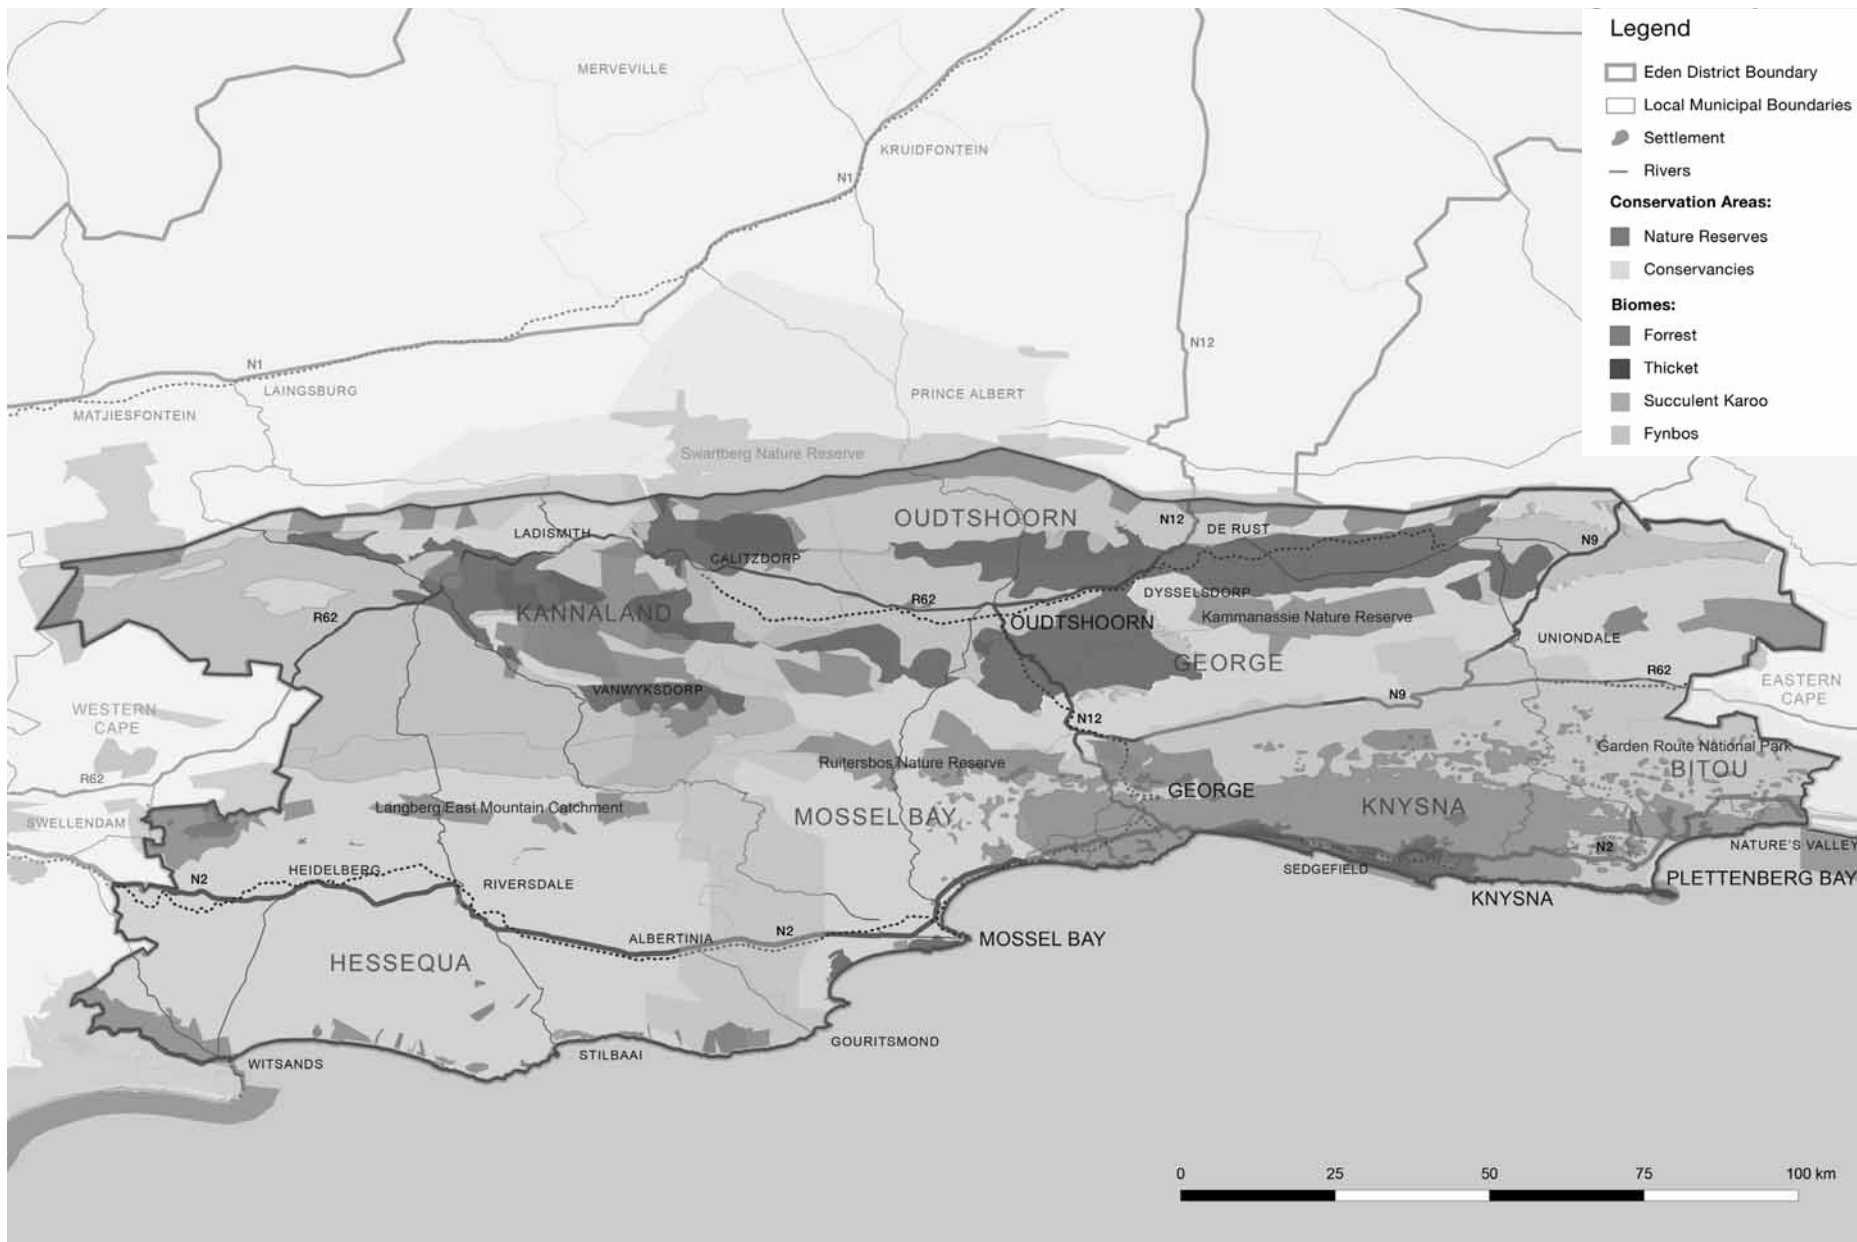 Legend
Eden District Boundary
Local Municipal Boundaries
Settlement
Rivers
Conservation Areas:
Nature Reserves
Conservancies
Biomes:
Forrest
Thicket
Succulent Karoo
Fynbos
MERVEVILLE
KRUIDFONTEIN
N1
N12
N1
LAINGSBURG
MATJIESFONTEIN
PRINCE ALBERT
Swartberg Nature Reserve
OUDTSHOORN
N12
DE RUST
LADISMITH
N9
CALITZDORP
DYSSELSDORP
R62
KANNALAND
R62
OUDTSHOORN
Kammanassie Nature Reserve
UNIONDALE
GEORGE
R62
EASTERN
CAPE
VANWYKSDORP
N9
WESTERN
CAPE
N12
Garden Route National Park
BITOU
Ruitersbos Nature Reserve
R62
GEORGE
Langberg East Mountain Catchment
MOSSEL BAY
KNYSNA
SWELLENDAM
N2
NATURE'S VALLEY
HEIDELBERG
N2
RIVERSDALE
SEDGEFIELD
PLETTENBERG BAY
KNYSNA
ALBERTINIA
N2
MOSSEL BAY
HESSEQUA
GOURITSMOND
STILBAAI
WITSANDS
0 25 50 75 100 km